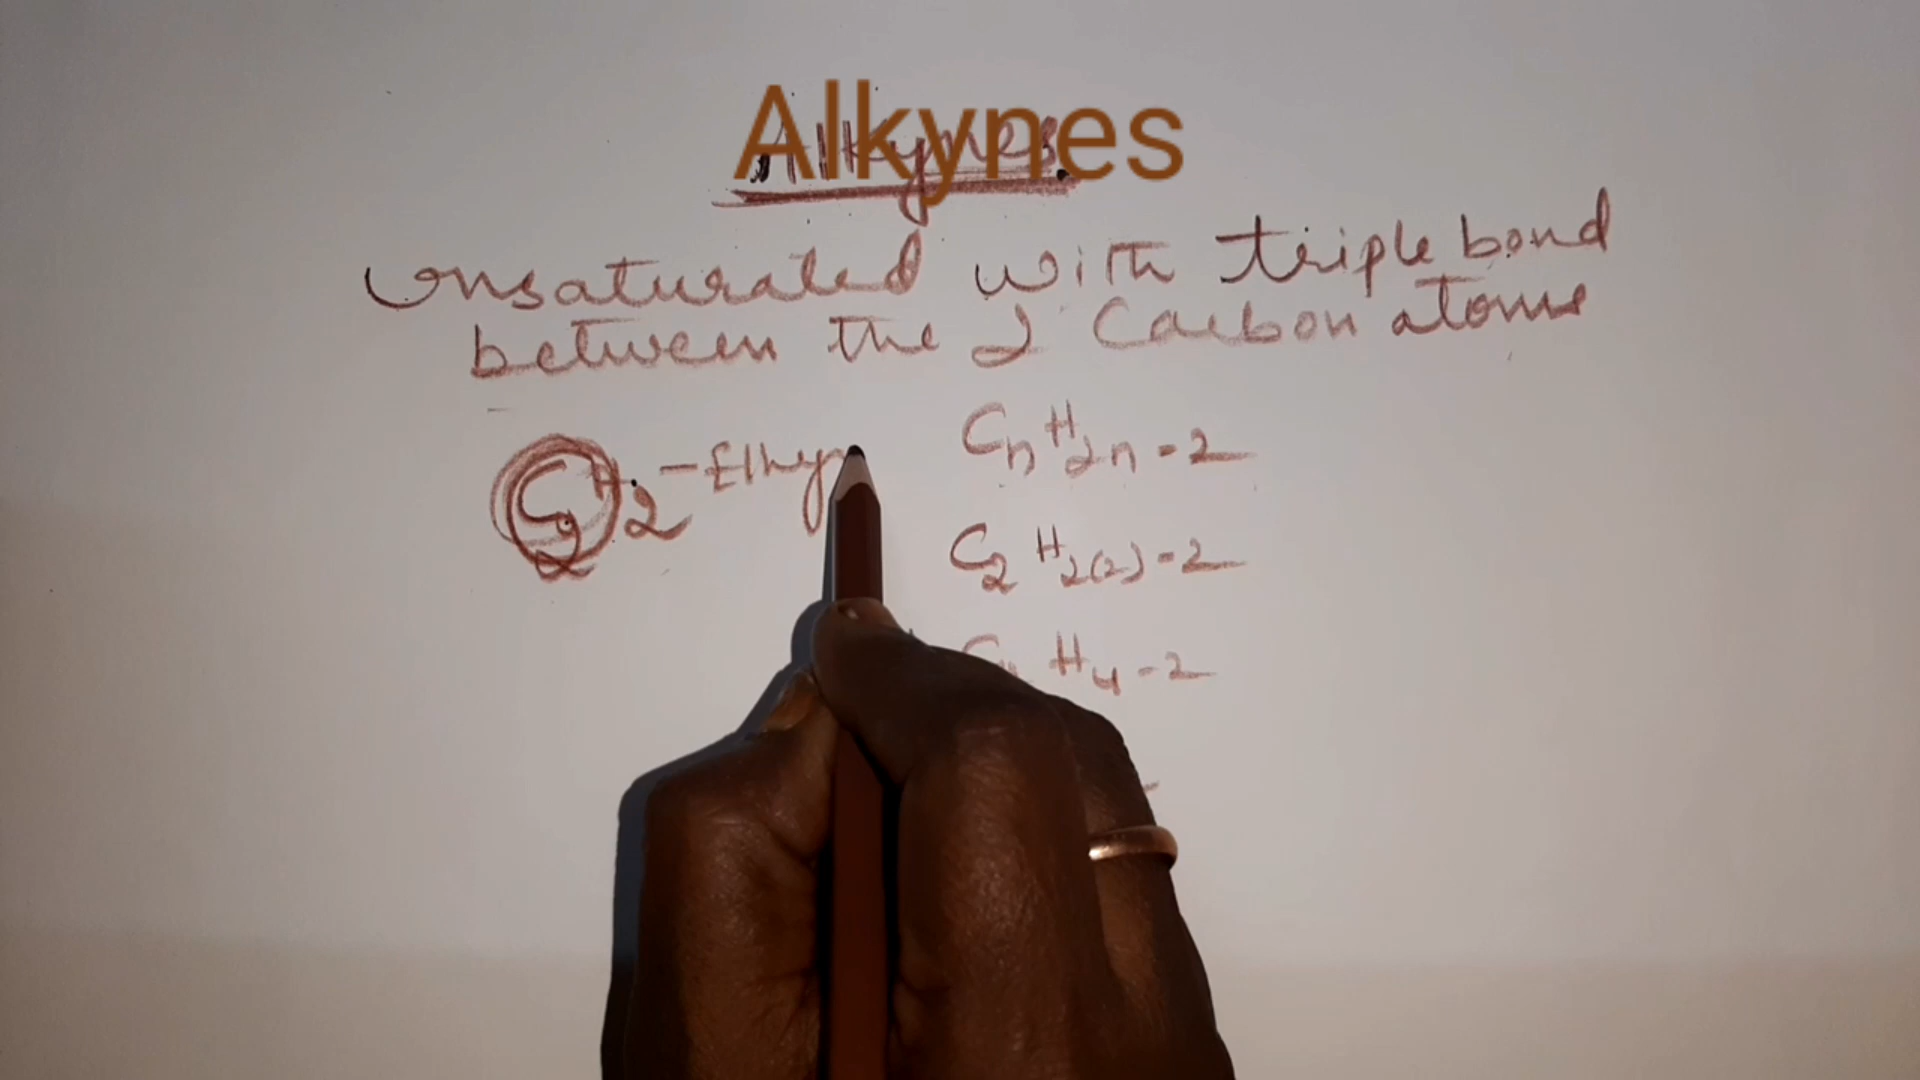 Alkynes
Alkynes
Unsaturated with triple bond
between the 2 Carbon atoms
C2H2 - Ethyn
CnH2n-2
C2H2(2)-2
H4-2